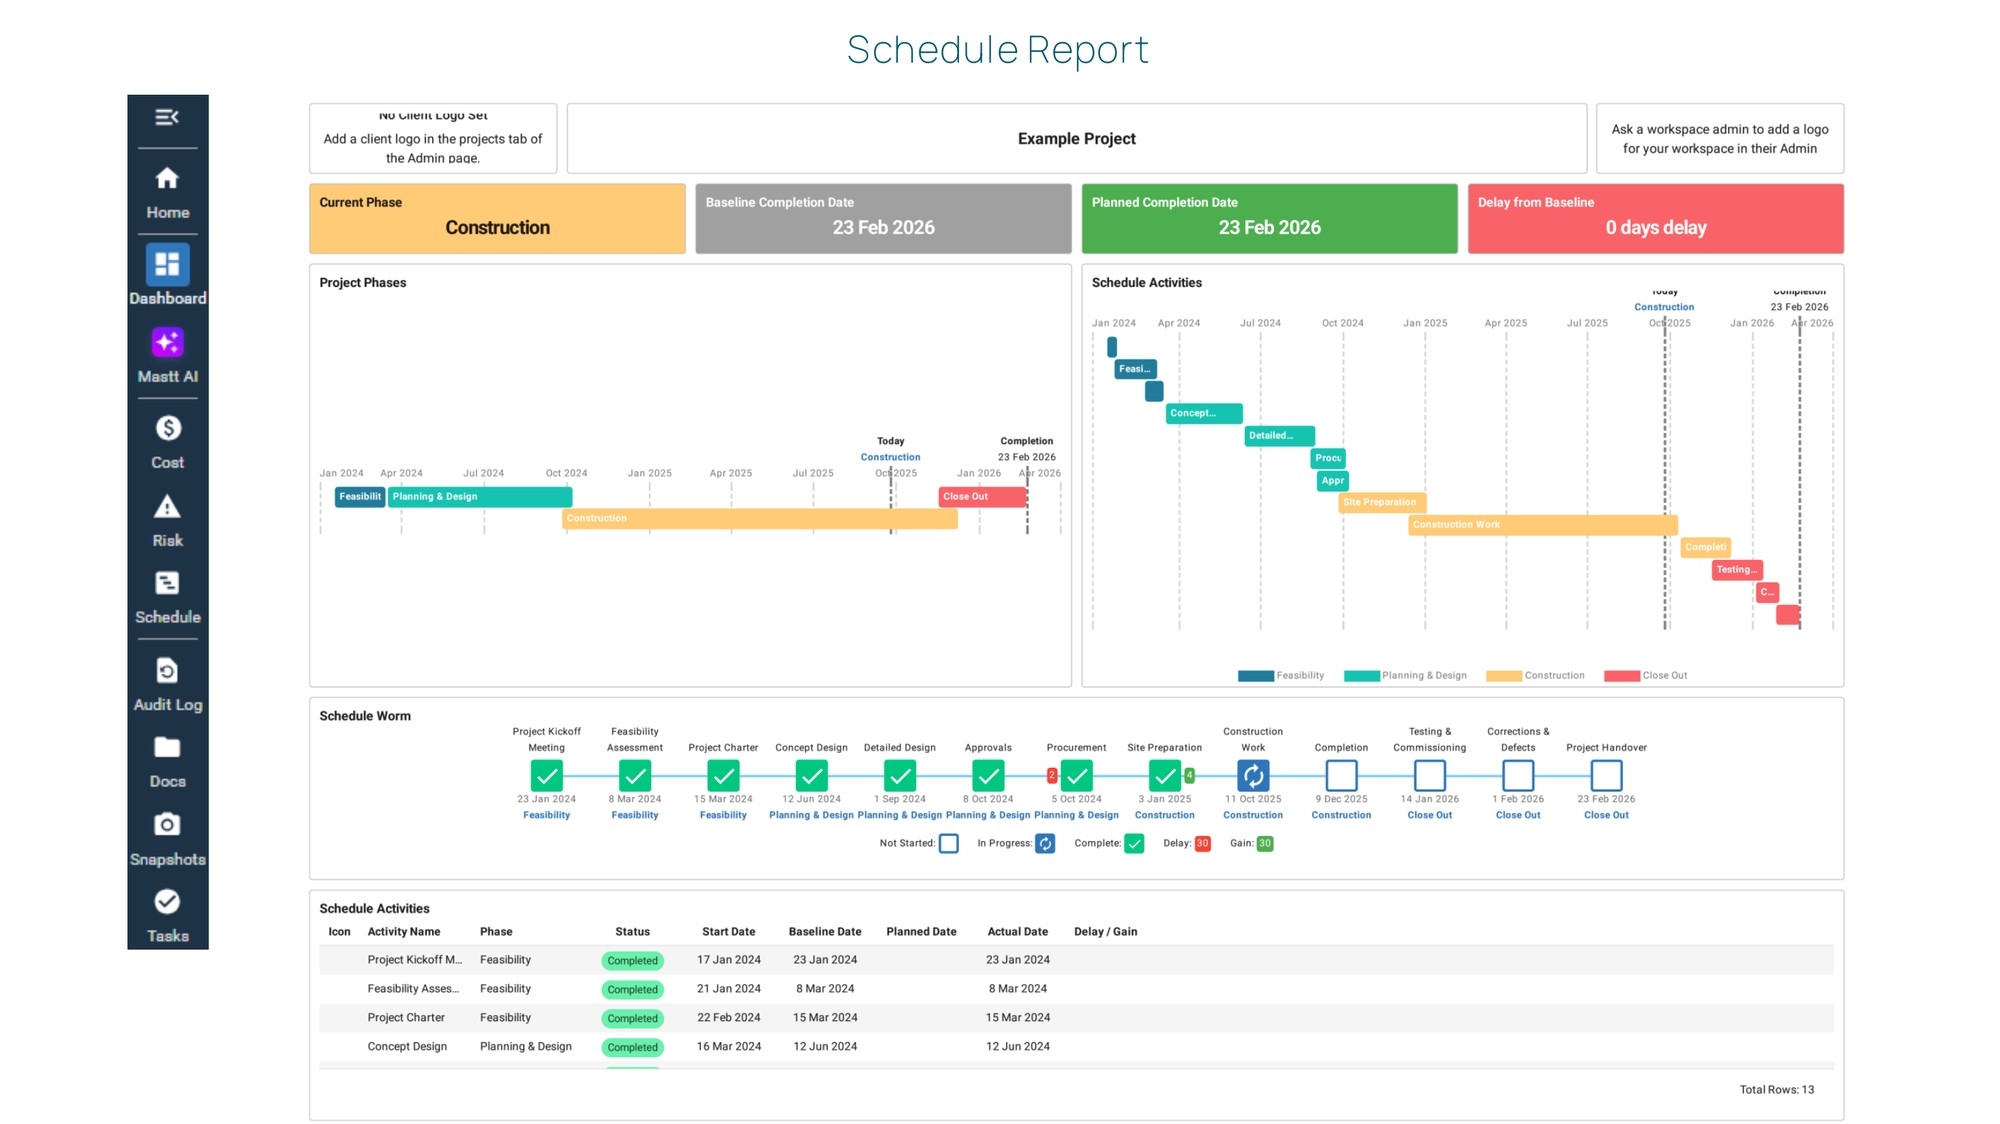 Schedule Report
Home
Dashboard
Mastt AI
Cost
Risk
Schedule
Audit Log
Docs
Snapshots
Tasks
No Client Logo Set
Add a client logo in the projects tab of
the Admin page.
Example Project
Ask a workspace admin to add a logo
for your workspace in their Admin
Current Phase
Construction
Baseline Completion Date
23 Feb 2026
Planned Completion Date
23 Feb 2026
Delay from Baseline
0 days delay
Project Phases
Today
Construction
Completion
23 Feb 2026
Jan 2024 Apr 2024 Jul 2024 Oct 2024 Jan 2025 Apr 2025 Jul 2025 Oct 2025 Jan 2026 Apr 2026
Feasibilit Planning & Design Close Out
Construction
Schedule Activities
Today
Construction
Completion
23 Feb 2026
Jan 2024 Apr 2024 Jul 2024 Oct 2024 Jan 2025 Apr 2025 Jul 2025 Oct 2025 Jan 2026 Apr 2026
Feasi...
Concept...
Detailed...
Procu
Appr
Site Preparation
Construction Work
Completi
Testing...
C...
Feasibility Planning & Design Construction Close Out
Schedule Worm
Project Kickoff Meeting
23 Jan 2024
Feasibility
Feasibility Assessment
8 Mar 2024
Feasibility
Project Charter
15 Mar 2024
Feasibility
Concept Design
12 Jun 2024
Planning & Design
Detailed Design
1 Sep 2024
Planning & Design
Approvals
8 Oct 2024
Planning & Design
Procurement
2
5 Oct 2024
Planning & Design
Site Preparation
4
3 Jan 2025
Construction
Construction Work
11 Oct 2025
Construction
Completion
9 Dec 2025
Construction
Testing & Commissioning
14 Jan 2026
Close Out
Corrections & Defects
1 Feb 2026
Close Out
Project Handover
23 Feb 2026
Close Out
Not Started: In Progress: Complete: Delay: 30 Gain: 30
Schedule Activities
Icon Activity Name Phase Status Start Date Baseline Date Planned Date Actual Date Delay / Gain
Project Kickoff M... Feasibility Completed 17 Jan 2024 23 Jan 2024 23 Jan 2024
Feasibility Asses... Feasibility Completed 21 Jan 2024 8 Mar 2024 8 Mar 2024
Project Charter Feasibility Completed 22 Feb 2024 15 Mar 2024 15 Mar 2024
Concept Design Planning & Design Completed 16 Mar 2024 12 Jun 2024 12 Jun 2024
Total Rows: 13